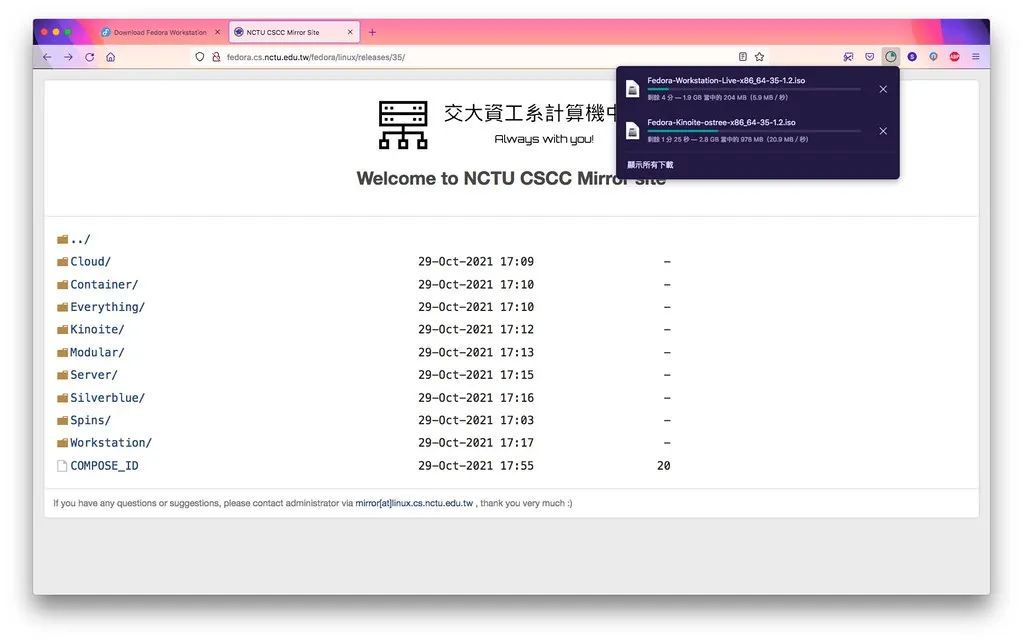 Download Fedora Workstation
NCTU CSCC Mirror Site
fedora.cs.nctu.edu.tw/fedora/linux/releases/35/
Fedora-Workstation-Live-x86_64-35-1.2.iso
剩餘 4 分 — 1.9 GB 當中的 204 MB（5.9 MB / 秒）
Fedora-Kinoite-ostree-x86_64-35-1.2.iso
剩餘 1 分 25 秒 — 2.8 GB 當中的 978 MB（20.9 MB / 秒）
顯示所有下載
交大資工系計算機中
Always with you!
Welcome to NCTU CSCC Mirror site
../
Cloud/ 29-Oct-2021 17:09 -
Container/ 29-Oct-2021 17:10 -
Everything/ 29-Oct-2021 17:10 -
Kinoite/ 29-Oct-2021 17:12 -
Modular/ 29-Oct-2021 17:13 -
Server/ 29-Oct-2021 17:15 -
Silverblue/ 29-Oct-2021 17:16 -
Spins/ 29-Oct-2021 17:03 -
Workstation/ 29-Oct-2021 17:17 -
COMPOSE_ID 29-Oct-2021 17:55 20
If you have any questions or suggestions, please contact administrator via mirror[at]linux.cs.nctu.edu.tw , thank you very much :)